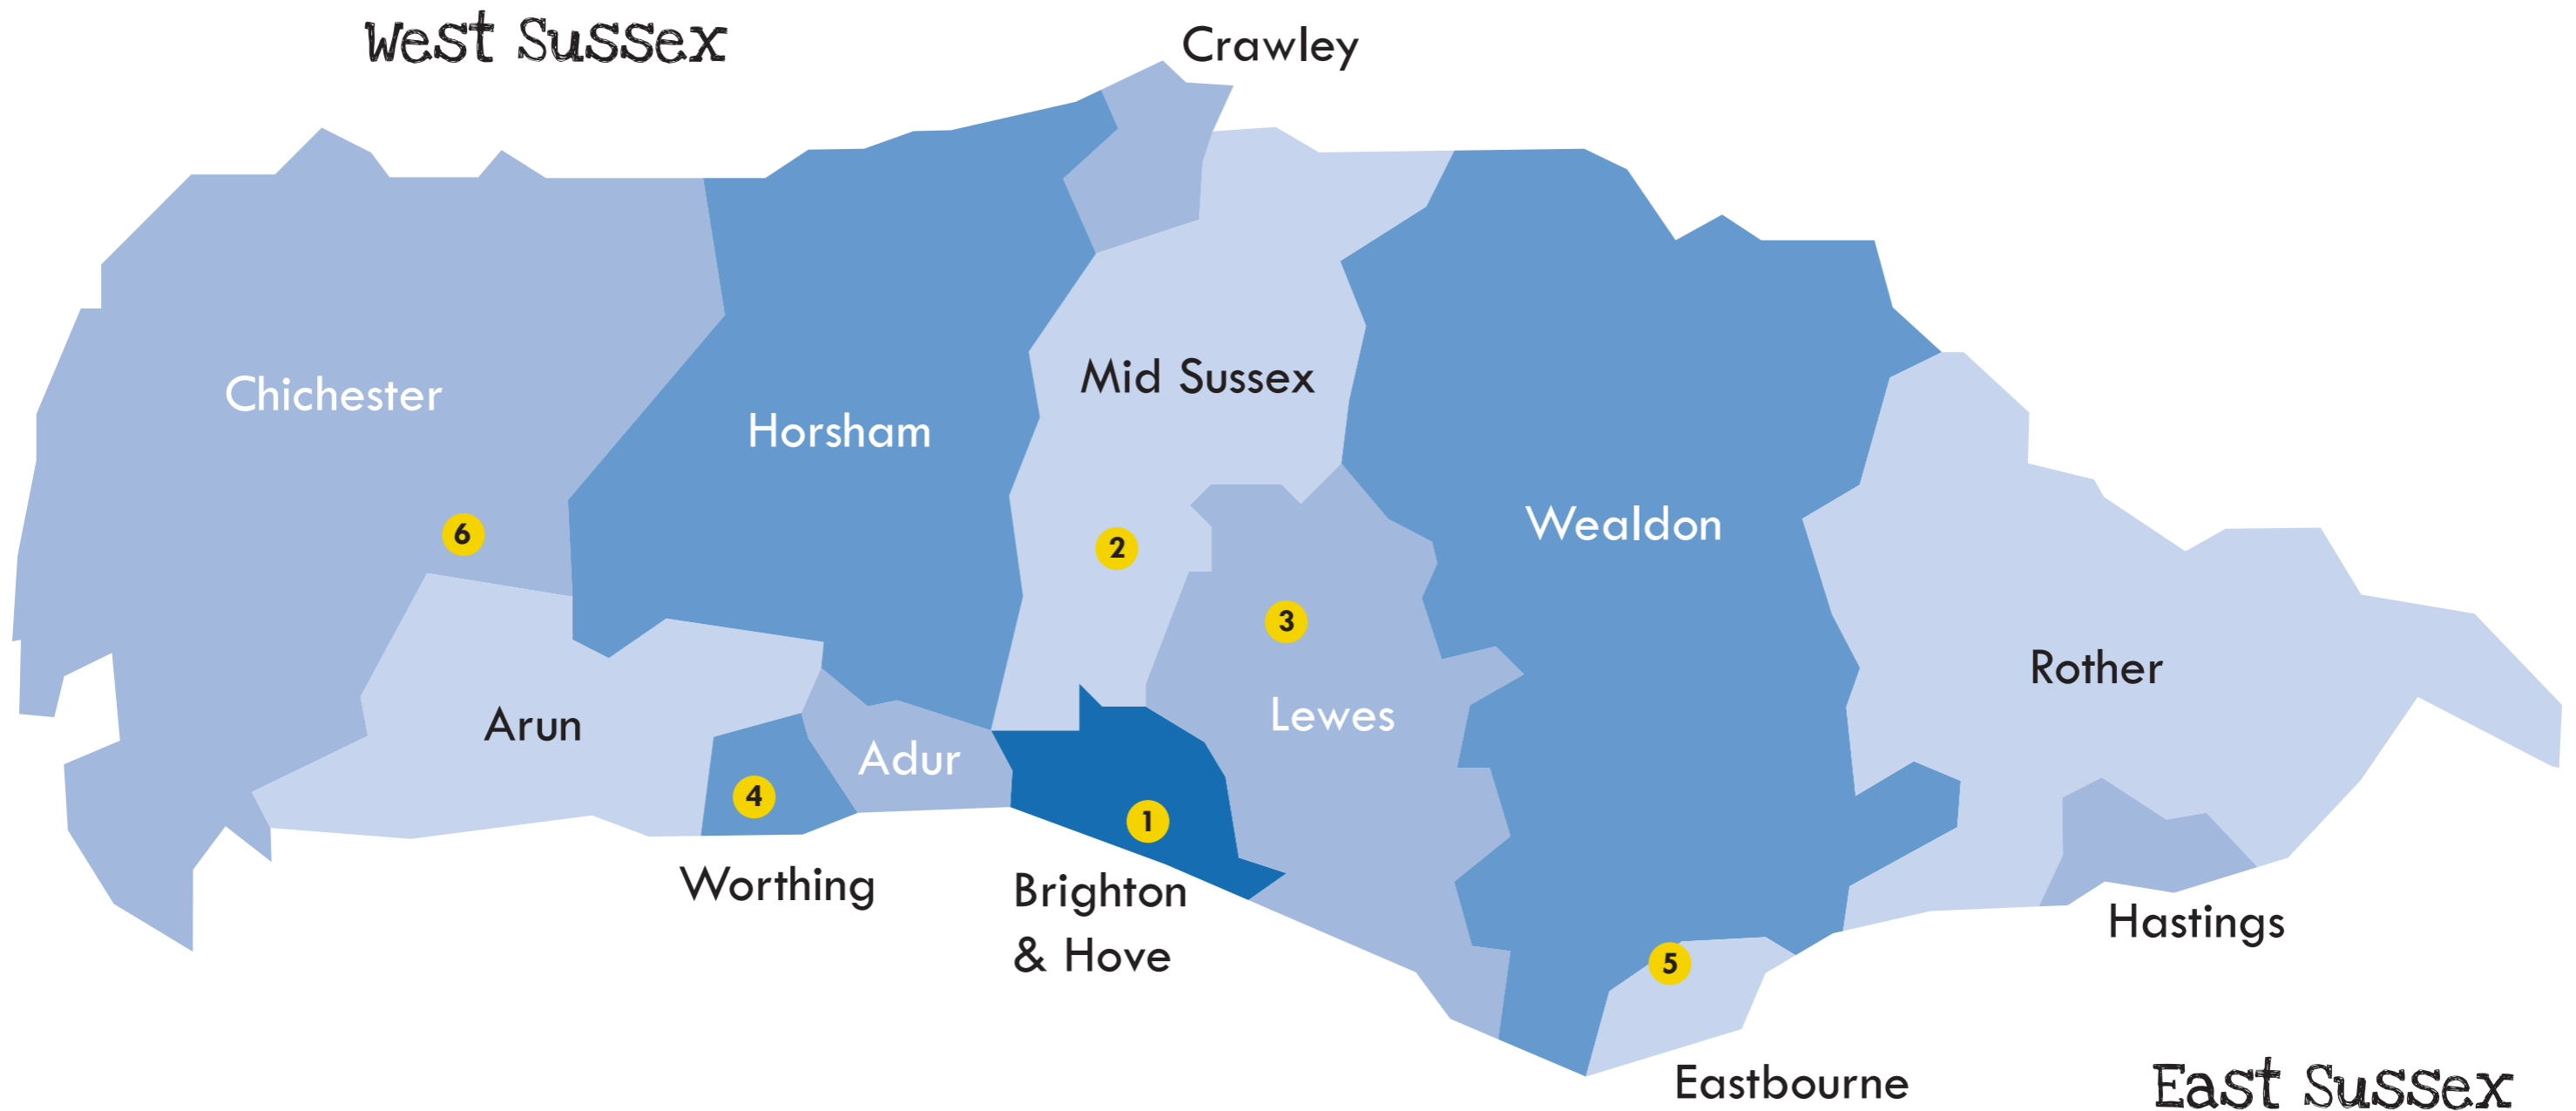 West Sussex
Crawley
Mid Sussex
Chichester
Horsham
Wealdon
6
2
3
Rother
Lewes
Arun
Adur
4
1
Worthing
Brighton
& Hove
Hastings
5
Eastbourne
East Sussex